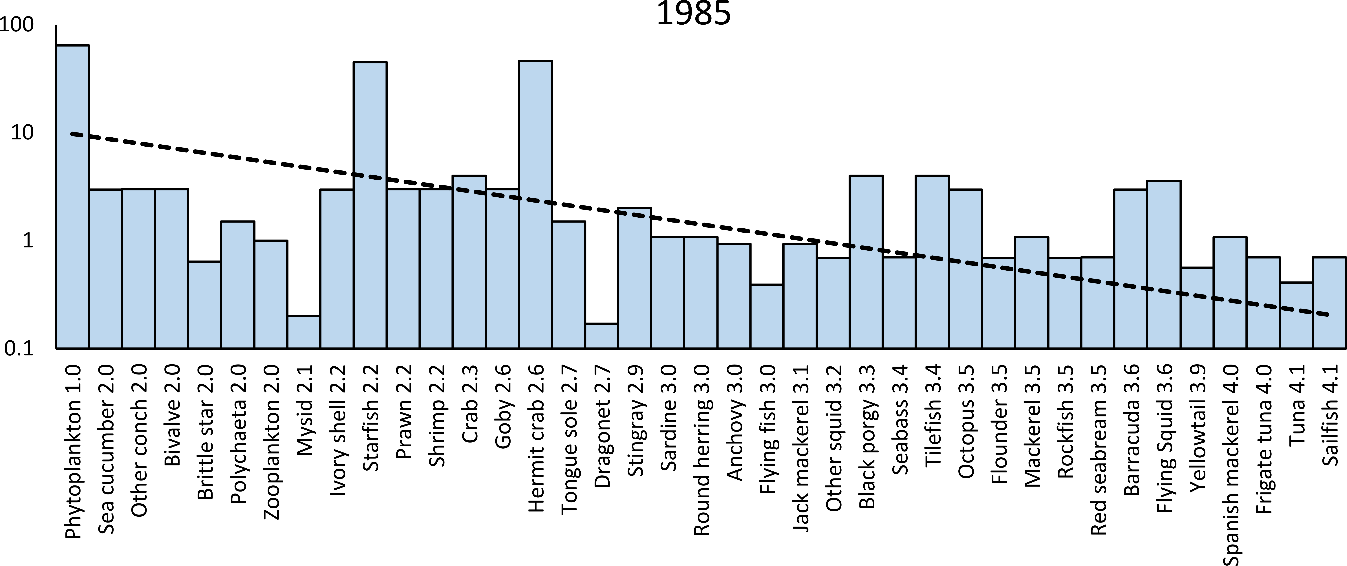 1985
100
10
1
0.1
Phytoplankton 1.0
Sea cucumber 2.0
Other conch 2.0
Bivalve 2.0
Brittle star 2.0
Polychaeta 2.0
Zooplankton 2.0
Mysid 2.1
Ivory shell 2.2
Starfish 2.2
Prawn 2.2
Shrimp 2.2
Crab 2.3
Goby 2.6
Hermit crab 2.6
Tongue sole 2.7
Dragonet 2.7
Stingray 2.9
Sardine 3.0
Round herring 3.0
Anchovy 3.0
Flying fish 3.0
Jack mackerel 3.1
Other squid 3.2
Black porgy 3.3
Seabass 3.4
Tilefish 3.4
Octopus 3.5
Flounder 3.5
Mackerel 3.5
Rockfish 3.5
Red seabream 3.5
Barracuda 3.6
Flying Squid 3.6
Yellowtail 3.9
Spanish mackerel 4.0
Frigate tuna 4.0
Tuna 4.1
Sailfish 4.1